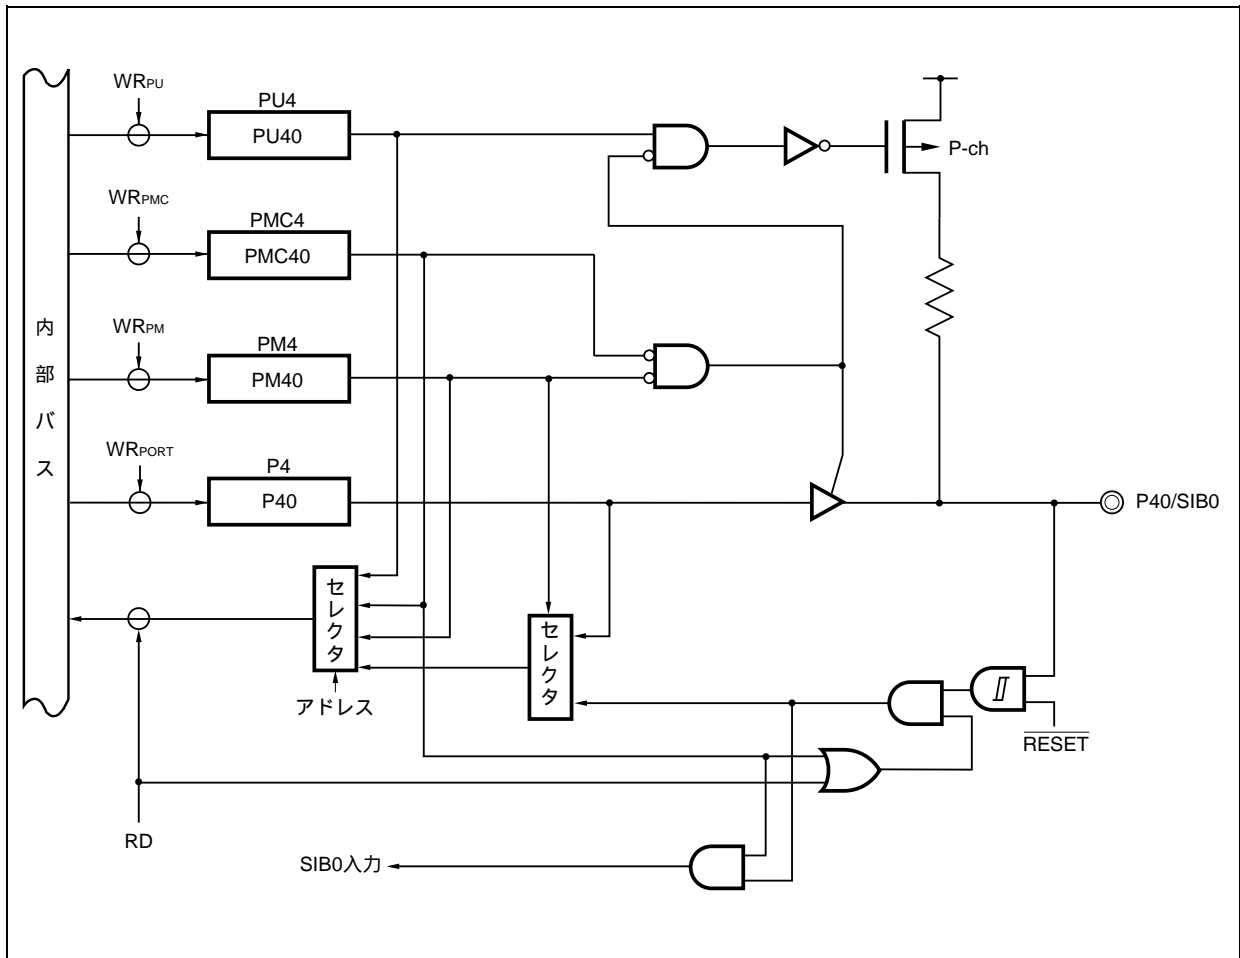 WRPU
PU4
PU40
P-ch
WRPMC
PMC4
PMC40
内部バス
WRPM
PM4
PM40
WRPORT
P4
P40
P40/SIB0
セレクタ
セレクタ
アドレス
RESET
RD
SIB0入力